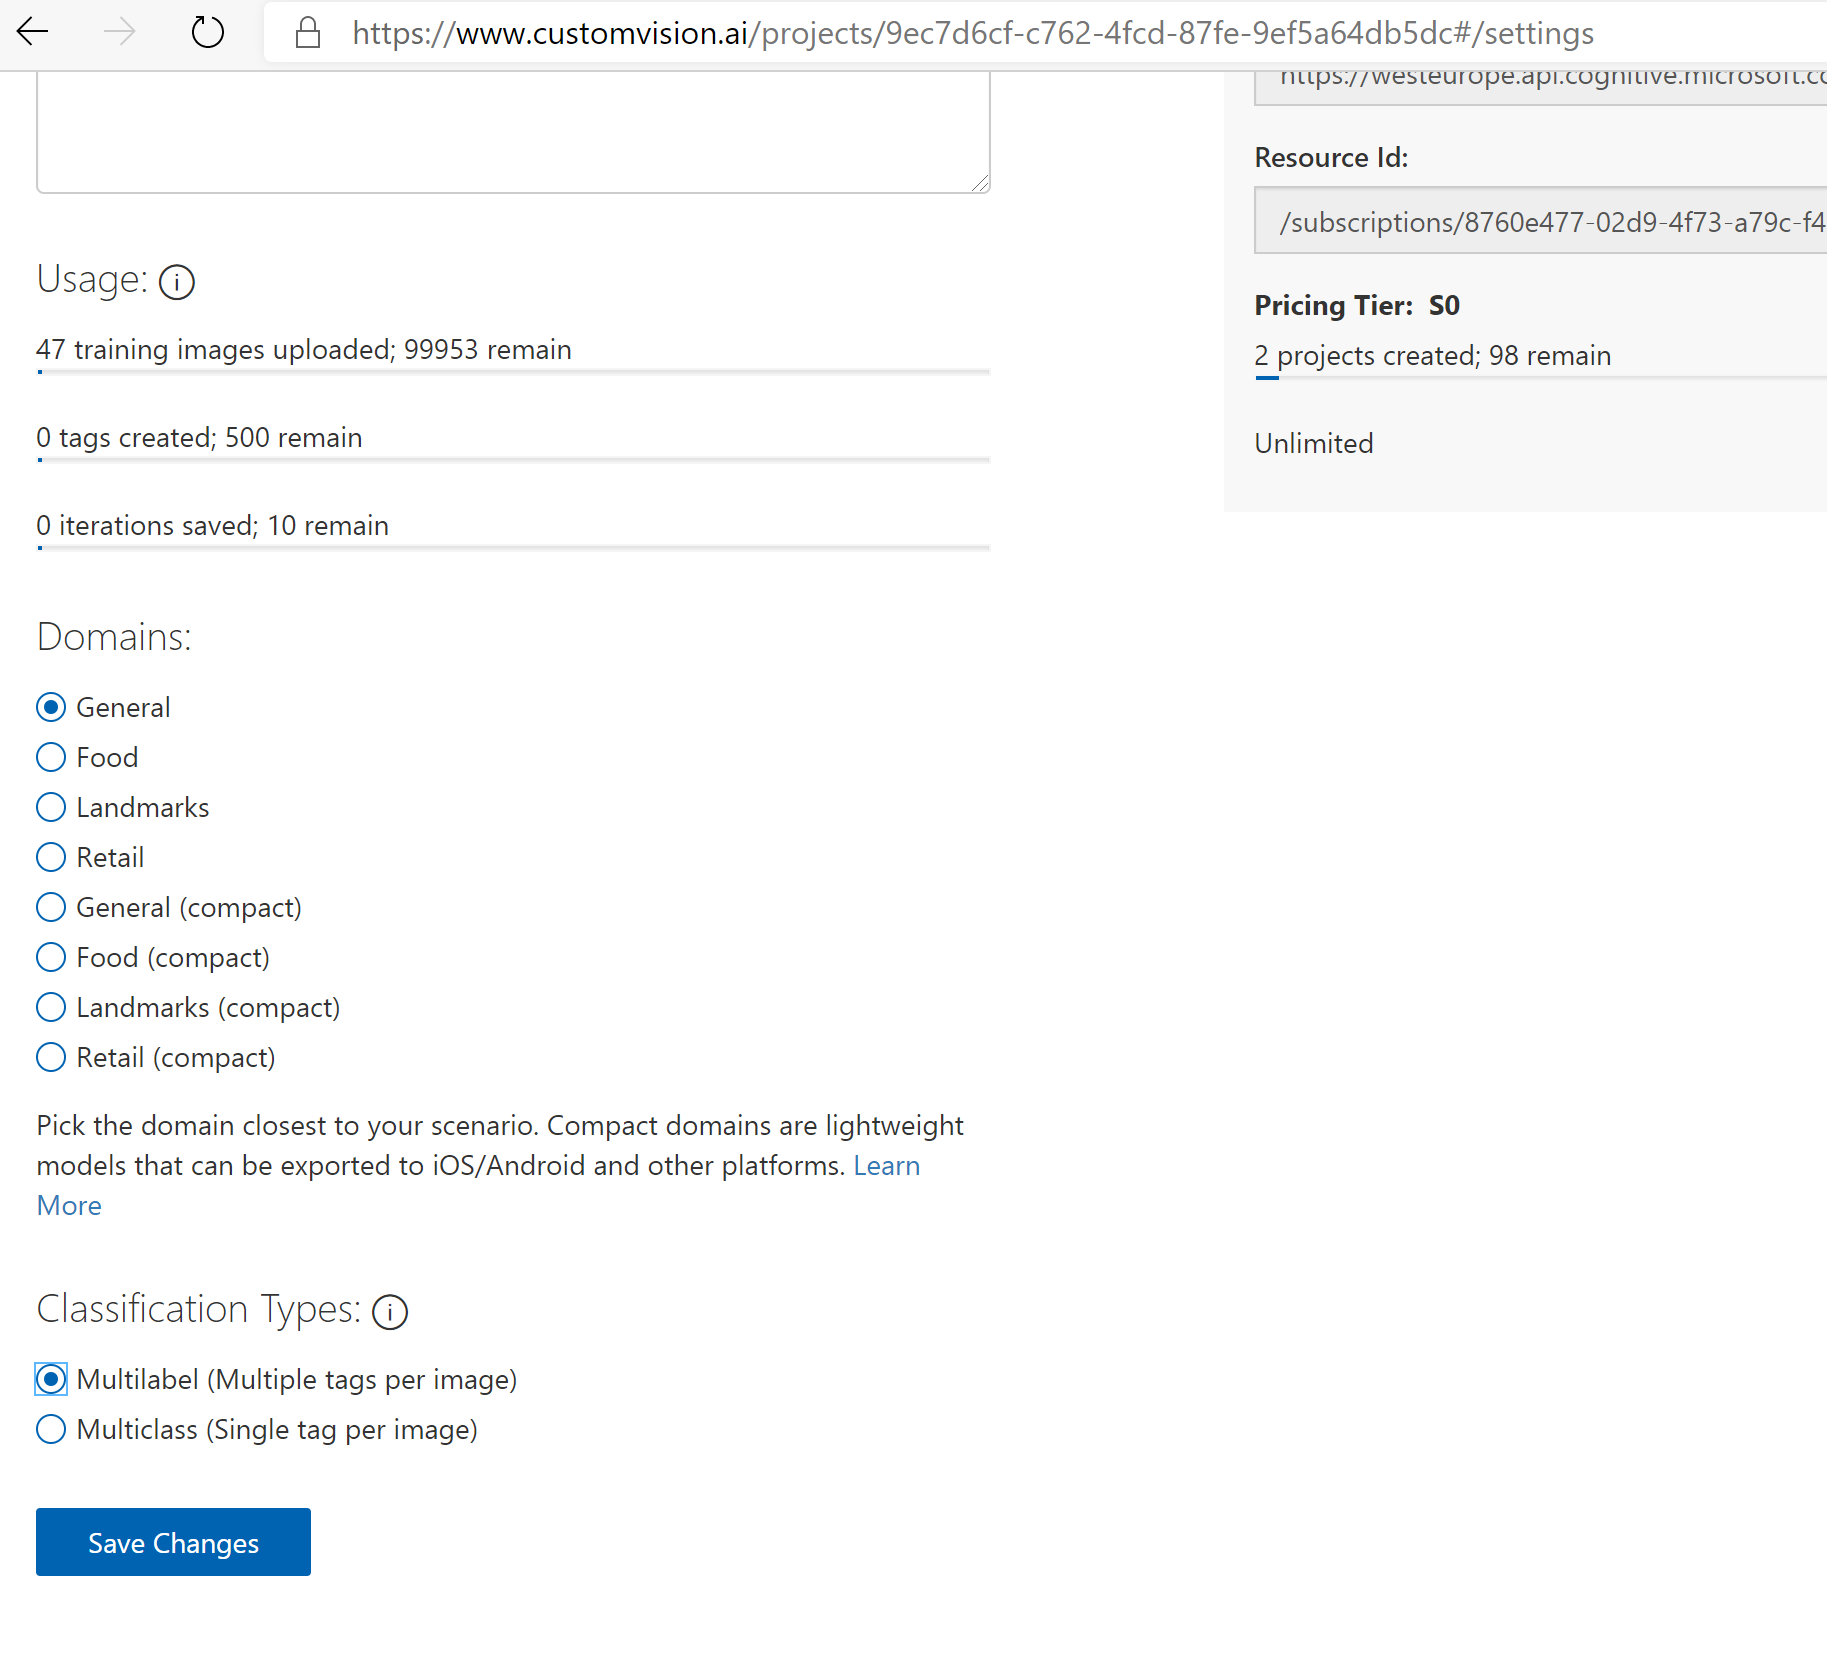 https://www.customvision.ai/projects/9ec7d6cf-c762-4fcd-87fe-9ef5a64db5dc#/settings
https://westeurope.api.cognitive.microsoft.co
Resource Id:
/subscriptions/8760e477-02d9-4f73-a79c-f4
Pricing Tier: S0
2 projects created; 98 remain
Unlimited
Usage:
47 training images uploaded; 99953 remain
0 tags created; 500 remain
0 iterations saved; 10 remain
Domains:
General
Food
Landmarks
Retail
General (compact)
Food (compact)
Landmarks (compact)
Retail (compact)
Pick the domain closest to your scenario. Compact domains are lightweight
models that can be exported to iOS/Android and other platforms. Learn
More
Classification Types:
Multilabel (Multiple tags per image)
Multiclass (Single tag per image)
Save Changes